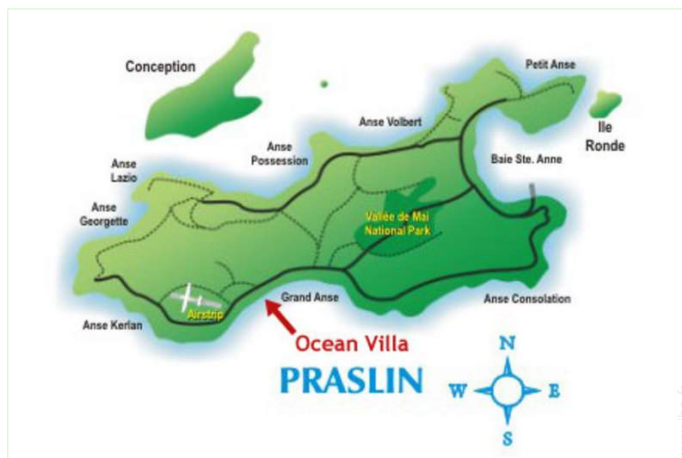 Conception
Petit Anse
Ile
Ronde
Anse Volbert
Anse
Possession
Baie Ste. Anne
Anse
Lazio
Anse
Georgette
Vallée de Mai
National Park
Grand Anse
Anse Consolation
Airstrip
Anse Kerlan
Ocean Villa
PRASLIN
N
W
E
S